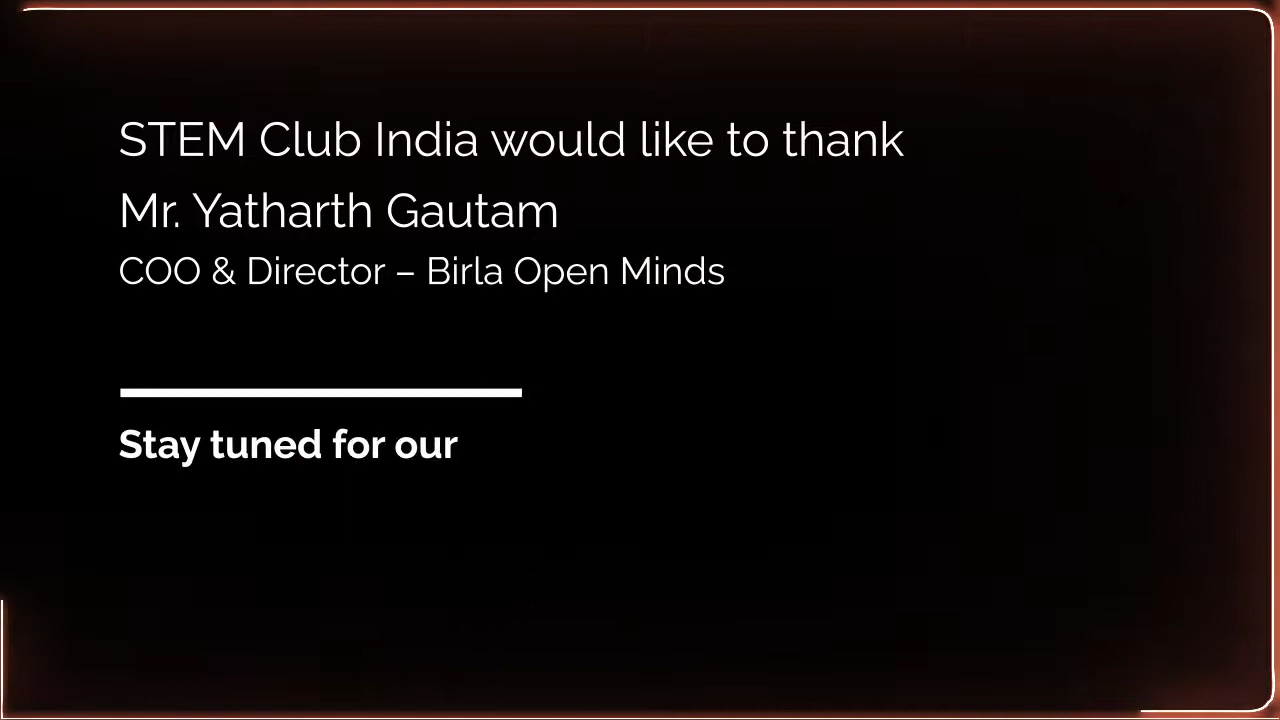 STEM Club India would like to thank
Mr. Yatharth Gautam
COO & Director – Birla Open Minds
Stay tuned for our